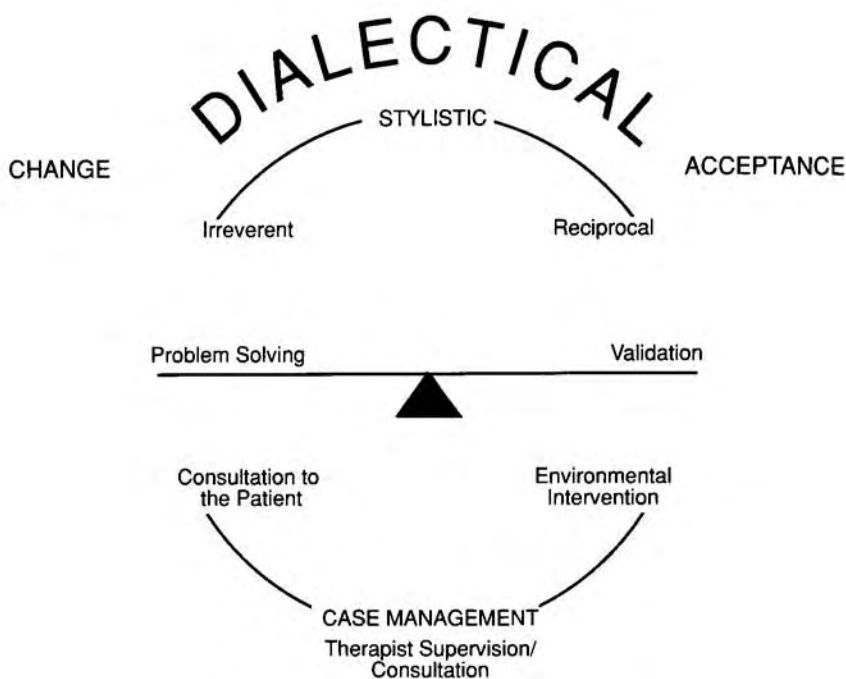 DIALECTICAL
STYLISTIC
CHANGE
ACCEPTANCE
Irreverent
Reciprocal
Problem Solving
Validation
Consultation to
the Patient
Environmental
Intervention
CASE MANAGEMENT
Therapist Supervision/
Consultation